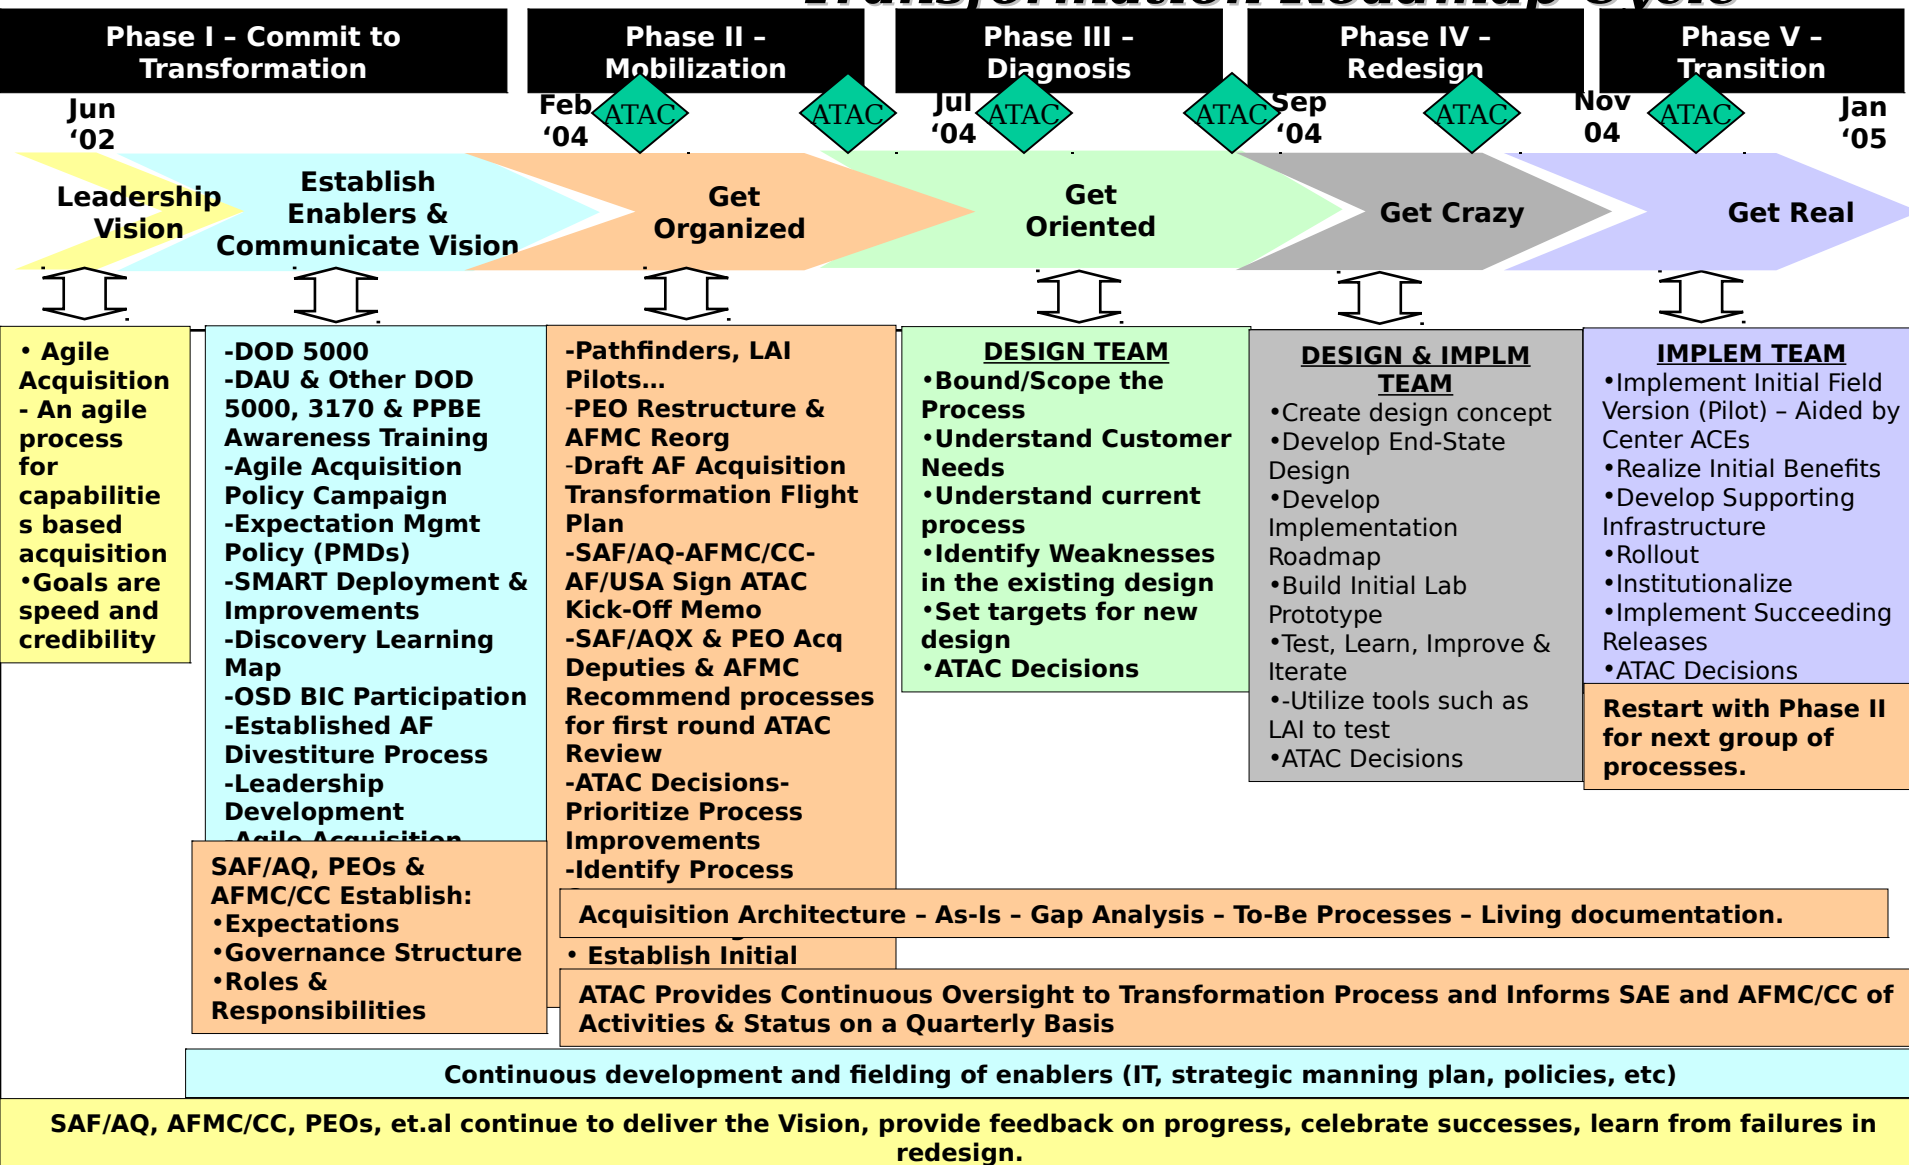 Transformation Roadmap Cycle
Phase I – Commit to
Transformation
Phase II –
Mobilization
Phase III –
Diagnosis
Phase IV –
Redesign
Phase V –
Transition
Jun
‘02
Feb
‘04
ATAC
ATAC
Jul
‘04
ATAC
ATAC
Sep
‘04
ATAC
Nov
04
ATAC
Jan
‘05
Leadership
Vision
Establish
Enablers &
Communicate Vision
Get
Organized
Get
Oriented
Get Crazy
Get Real
• Agile
Acquisition
- An agile
process
for
capabilitie
s based
acquisition
•Goals are
speed and
credibility
-DOD 5000
-DAU & Other DOD
5000, 3170 & PPBE
Awareness Training
-Agile Acquisition
Policy Campaign
-Expectation Mgmt
Policy (PMDs)
-SMART Deployment &
Improvements
-Discovery Learning
Map
-OSD BIC Participation
-Established AF
Divestiture Process
-Leadership
Development
-Agile Acquisition
SAF/AQ, PEOs &
AFMC/CC Establish:
•Expectations
•Governance Structure
•Roles &
Responsibilities
-Pathfinders, LAI
Pilots…
-PEO Restructure &
AFMC Reorg
-Draft AF Acquisition
Transformation Flight
Plan
-SAF/AQ-AFMC/CC-
AF/USA Sign ATAC
Kick-Off Memo
-SAF/AQX & PEO Acq
Deputies & AFMC
Recommend processes
for first round ATAC
Review
-ATAC Decisions-
Prioritize Process
Improvements
-Identify Process
• Establish Initial
DESIGN TEAM
•Bound/Scope the
Process
•Understand Customer
Needs
•Understand current
process
•Identify Weaknesses
in the existing design
•Set targets for new
design
•ATAC Decisions
DESIGN & IMPLM
TEAM
•Create design concept
•Develop End-State
Design
•Develop
Implementation
Roadmap
•Build Initial Lab
Prototype
•Test, Learn, Improve &
Iterate
•-Utilize tools such as
LAI to test
•ATAC Decisions
IMPLEM TEAM
•Implement Initial Field
Version (Pilot) – Aided by
Center ACEs
•Realize Initial Benefits
•Develop Supporting
Infrastructure
•Rollout
•Institutionalize
•Implement Succeeding
Releases
•ATAC Decisions
Restart with Phase II
for next group of
processes.
Acquisition Architecture – As-Is – Gap Analysis – To-Be Processes – Living documentation.
ATAC Provides Continuous Oversight to Transformation Process and Informs SAE and AFMC/CC of
Activities & Status on a Quarterly Basis
Continuous development and fielding of enablers (IT, strategic manning plan, policies, etc)
SAF/AQ, AFMC/CC, PEOs, et.al continue to deliver the Vision, provide feedback on progress, celebrate successes, learn from failures in
redesign.